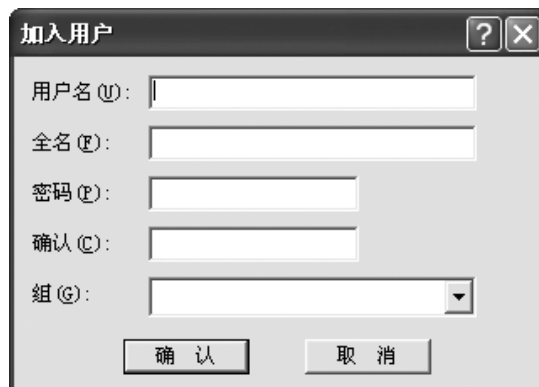 加入用户
用户名(U):
全名(F):
密码(P):
确认(C):
组(G):
确 认 取 消